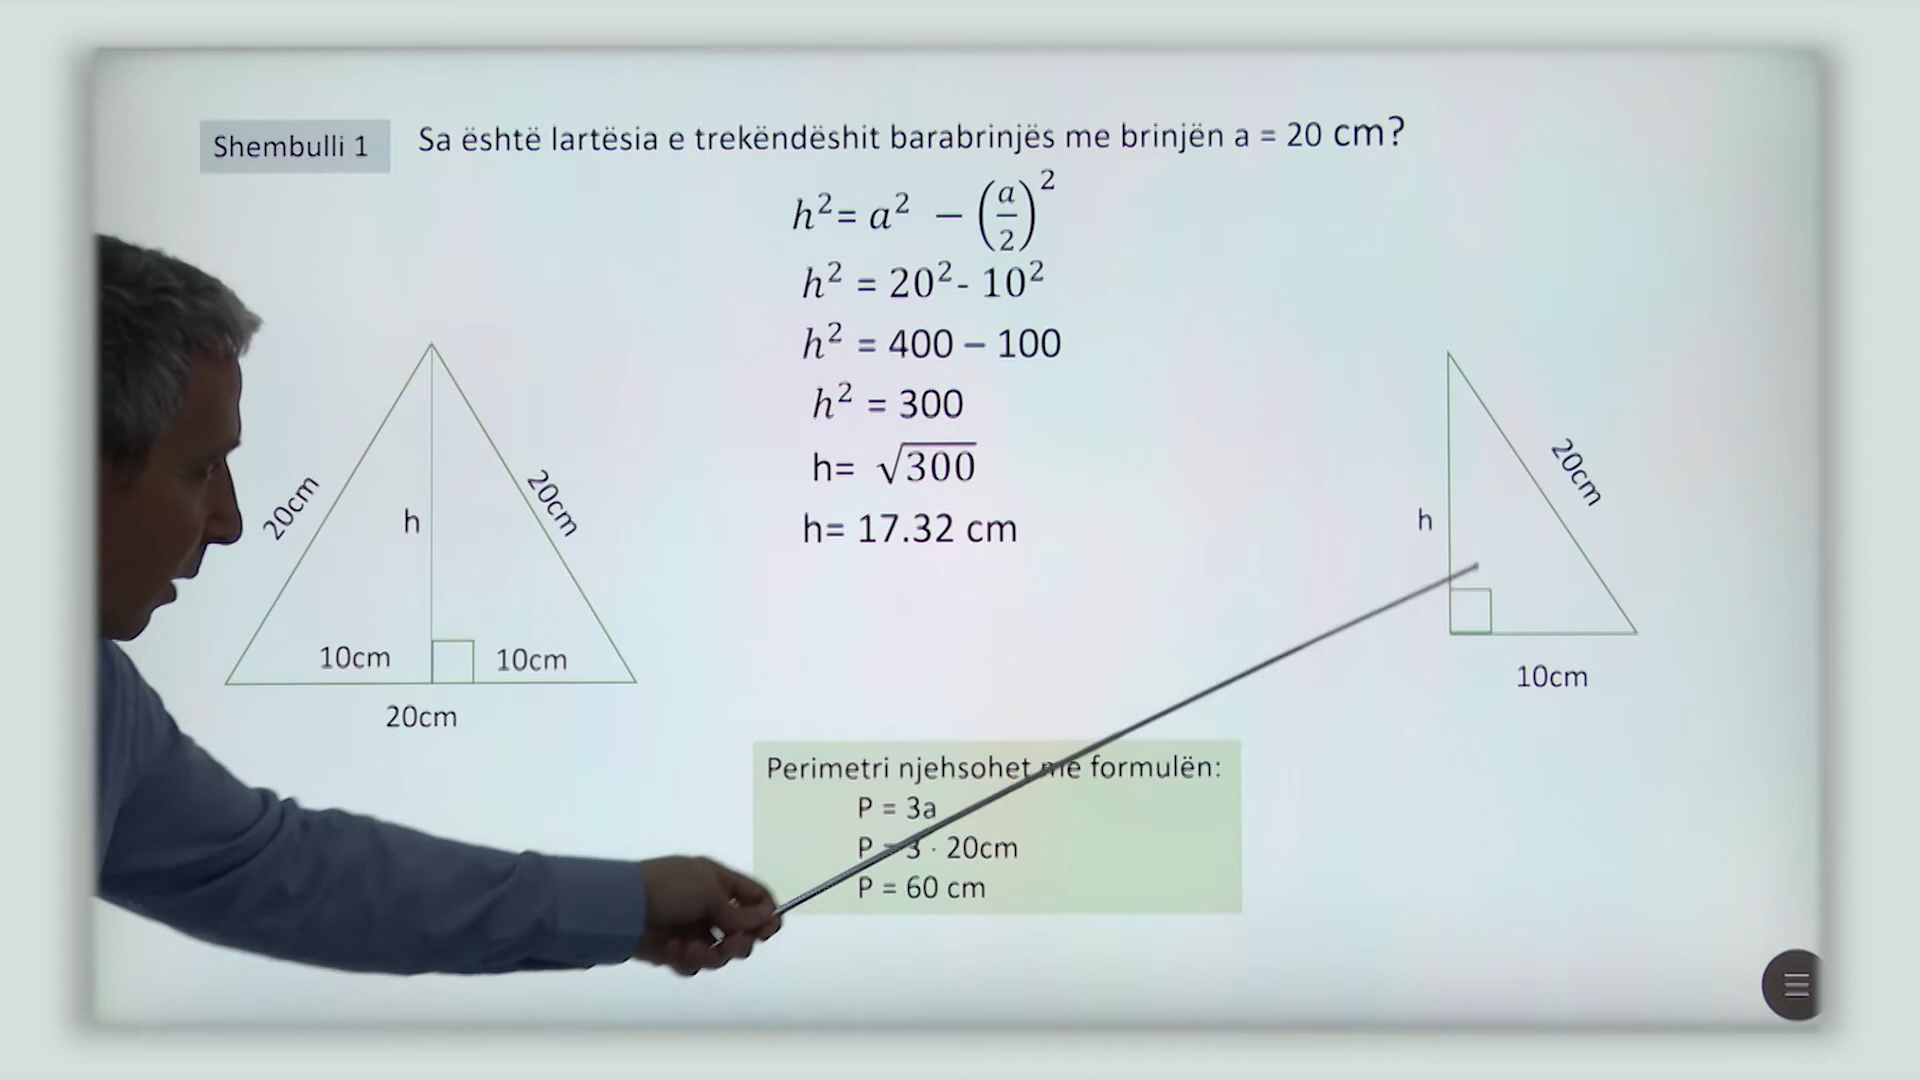 Shembulli 1
Sa është lartësia e trekëndëshit barabrinjës me brinjën a = 20 cm?
h²= a² − (a/2)²
h² = 20²- 10²
h² = 400 – 100
h² = 300
h= √300
h= 17.32 cm
20cm
h
20cm
10cm
10cm
20cm
h
20cm
10cm
Perimetri njehsohet me formulën:
P = 3a
P = 3 · 20cm
P = 60 cm